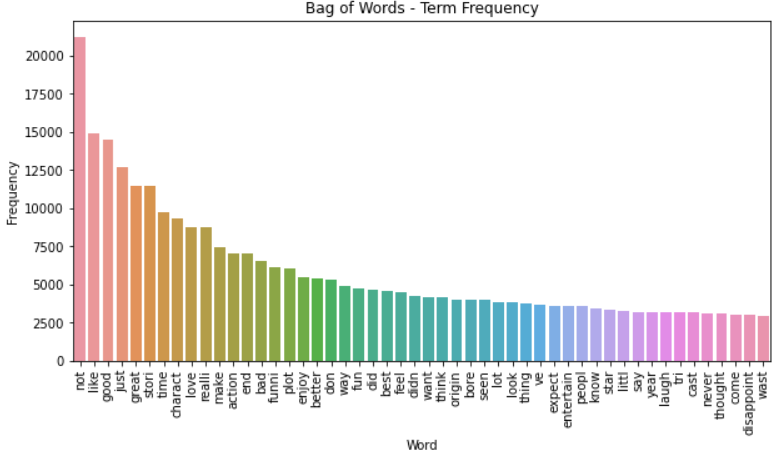 Bag of Words - Term Frequency
Frequency
20000
17500
15000
12500
10000
7500
5000
2500
0
not
like
good
just
great
stori
time
charact
love
realli
make
action
end
bad
funni
plot
enjoy
better
don
way
fun
did
best
feel
didn
want
think
origin
bore
seen
lot
look
thing
ve
expect
entertain
peopl
know
star
littl
say
year
laugh
tri
cast
never
thought
come
disappoint
wast
Word